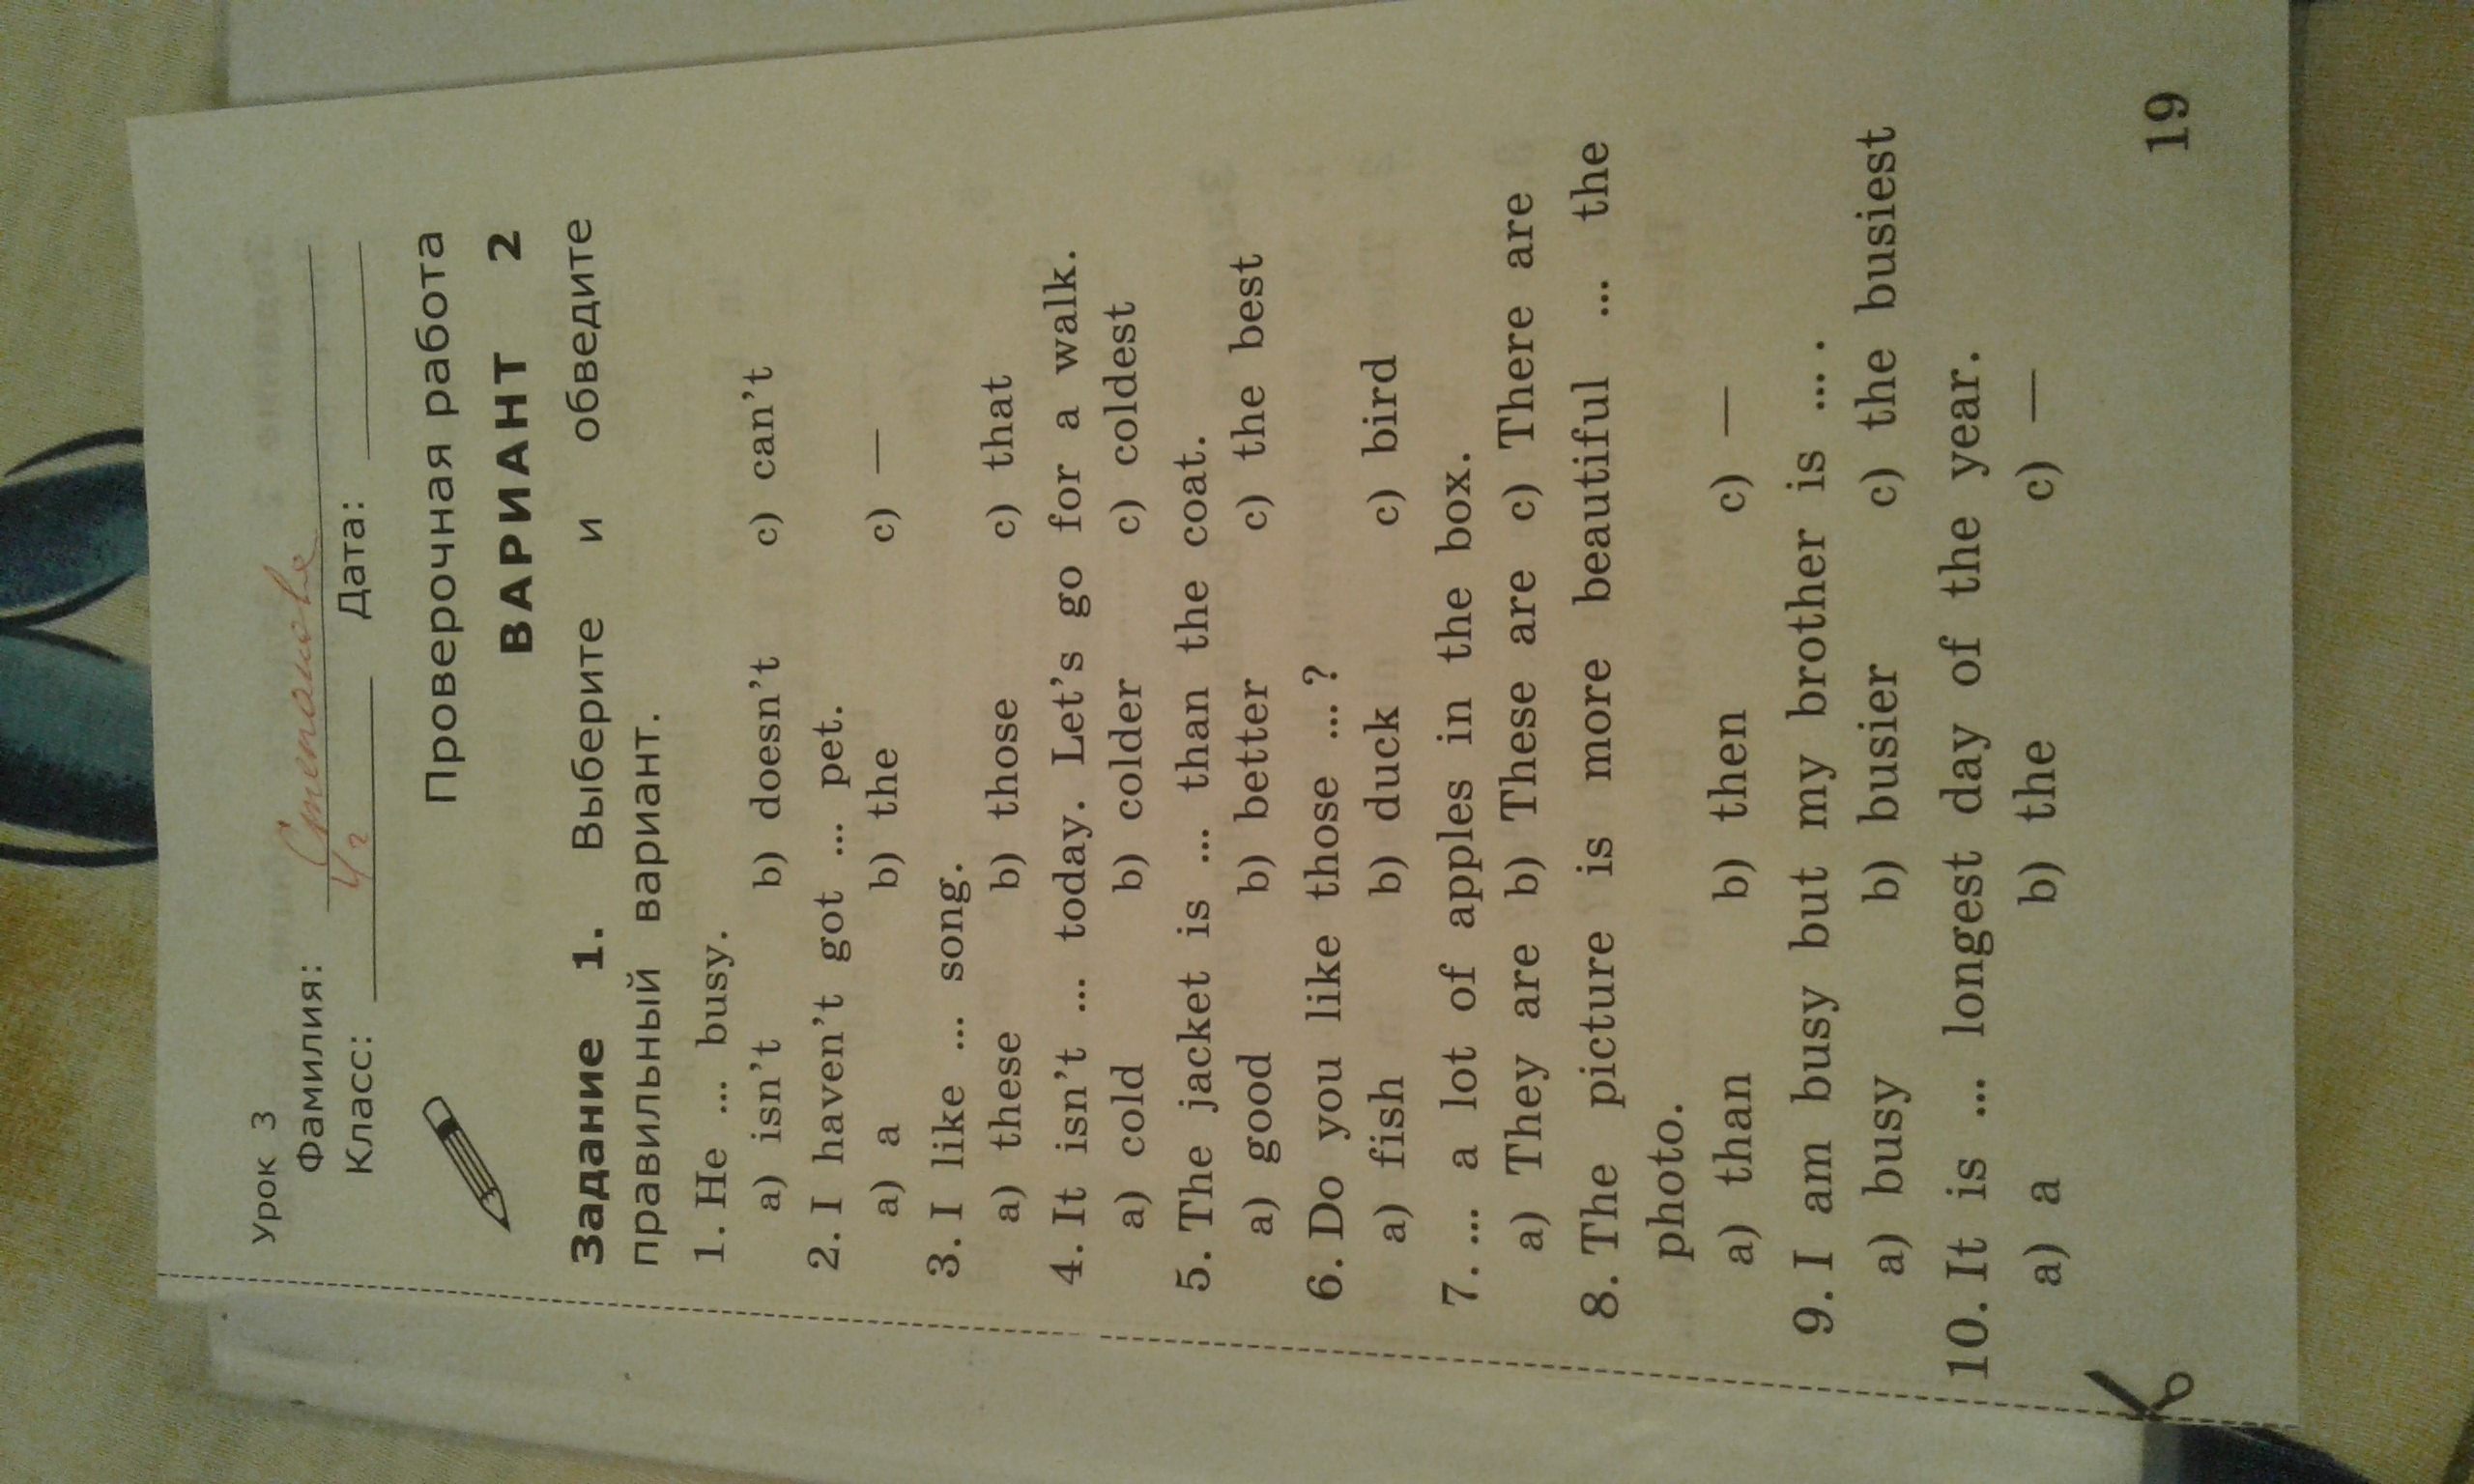 Урок 3
Фамилия: Степанова
Класс: 4г Дата:
Проверочная работа
ВАРИАНТ 2
Задание 1. Выберите и обведите
правильный вариант.
1. He ... busy.
a) isn't b) doesn't c) can't
2. I haven't got ... pet.
a) a b) the c) —
3. I like ... song.
a) these b) those c) that
4. It isn't ... today. Let's go for a walk.
a) cold b) colder c) coldest
5. The jacket is ... than the coat.
a) good b) better c) the best
6. Do you like those ... ?
a) fish b) duck c) bird
7. ... a lot of apples in the box.
a) They are b) These are c) There are
8. The picture is more beautiful ... the
photo.
a) than b) then c) —
9. I am busy but my brother is ... .
a) busy b) busier c) the busiest
10. It is ... longest day of the year.
a) a b) the c) —
19